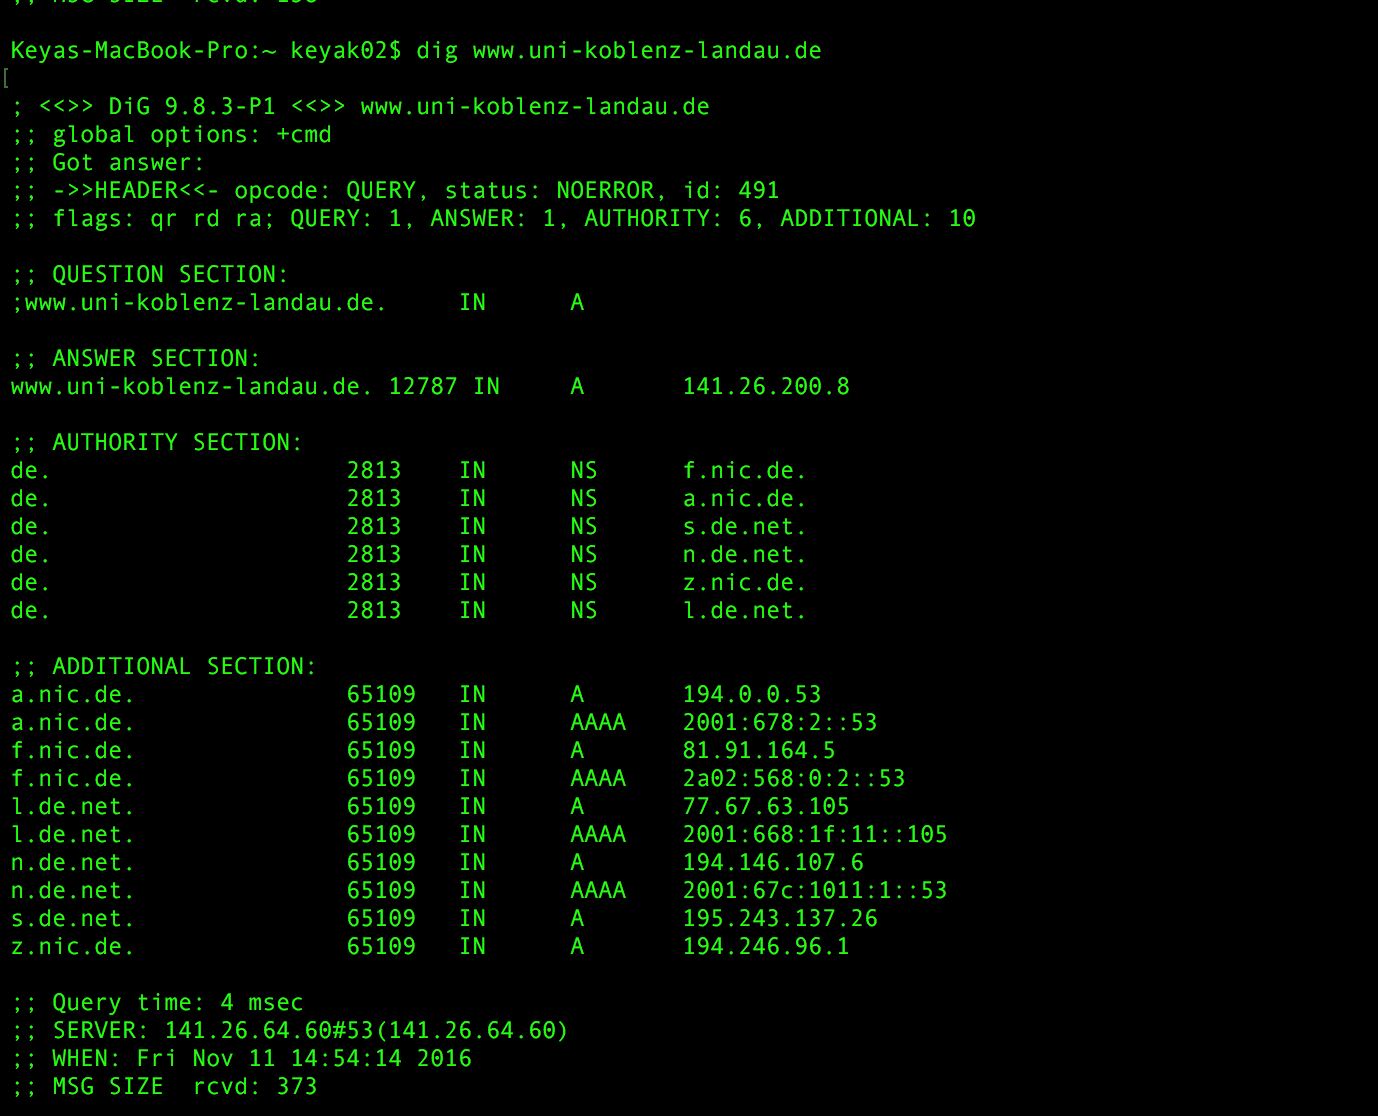 ;; MSG SIZE  rcvd: 156
Keyas-MacBook-Pro:~ keyak02$ dig www.uni-koblenz-landau.de
[
; <<>> DiG 9.8.3-P1 <<>> www.uni-koblenz-landau.de
;; global options: +cmd
;; Got answer:
;; ->>HEADER<<- opcode: QUERY, status: NOERROR, id: 491
;; flags: qr rd ra; QUERY: 1, ANSWER: 1, AUTHORITY: 6, ADDITIONAL: 10
;; QUESTION SECTION:
;www.uni-koblenz-landau.de. IN A
;; ANSWER SECTION:
www.uni-koblenz-landau.de. 12787 IN A 141.26.200.8
;; AUTHORITY SECTION:
de. 2813 IN NS f.nic.de.
de. 2813 IN NS a.nic.de.
de. 2813 IN NS s.de.net.
de. 2813 IN NS n.de.net.
de. 2813 IN NS z.nic.de.
de. 2813 IN NS l.de.net.
;; ADDITIONAL SECTION:
a.nic.de. 65109 IN A 194.0.0.53
a.nic.de. 65109 IN AAAA 2001:678:2::53
f.nic.de. 65109 IN A 81.91.164.5
f.nic.de. 65109 IN AAAA 2a02:568:0:2::53
l.de.net. 65109 IN A 77.67.63.105
l.de.net. 65109 IN AAAA 2001:668:1f:11::105
n.de.net. 65109 IN A 194.146.107.6
n.de.net. 65109 IN AAAA 2001:67c:1011:1::53
s.de.net. 65109 IN A 195.243.137.26
z.nic.de. 65109 IN A 194.246.96.1
;; Query time: 4 msec
;; SERVER: 141.26.64.60#53(141.26.64.60)
;; WHEN: Fri Nov 11 14:54:14 2016
;; MSG SIZE  rcvd: 373